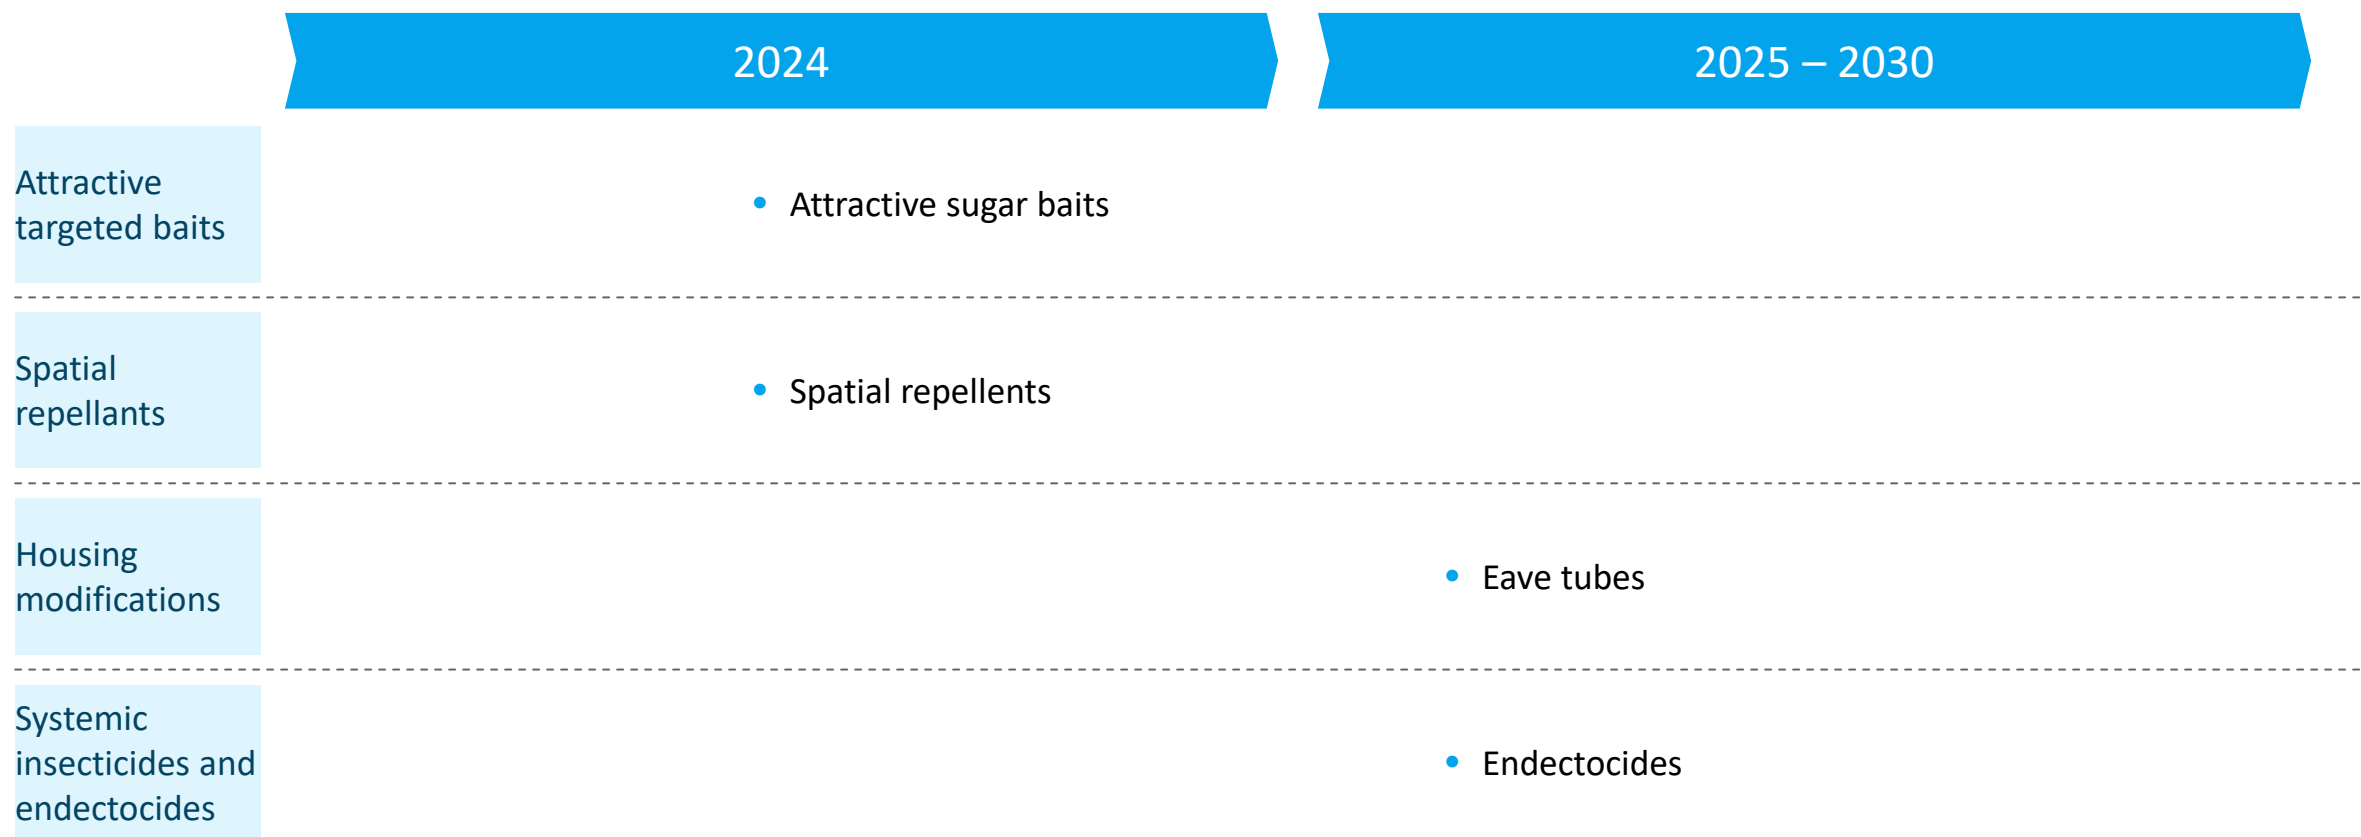 2024
2025 – 2030
Attractive
targeted baits
• Attractive sugar baits
Spatial
repellants
• Spatial repellents
Housing
modifications
• Eave tubes
Systemic
insecticides and
endectocides
• Endectocides